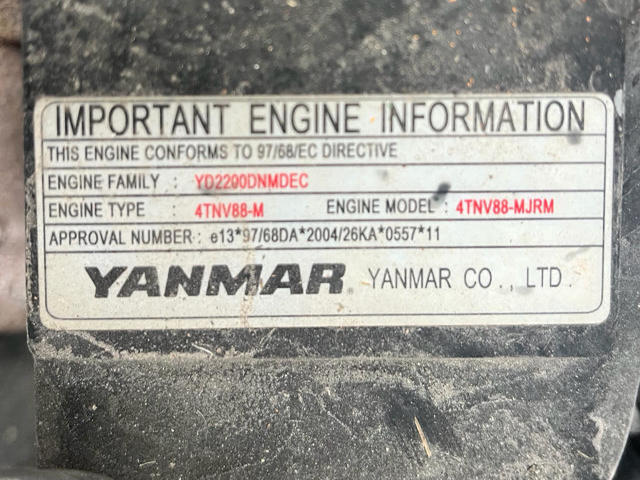 IMPORTANT ENGINE INFORMATION
THIS ENGINE CONFORMS TO 97/68/EC DIRECTIVE
ENGINE FAMILY : YD2200DNMDEC
ENGINE TYPE : 4TNV88-M ENGINE MODEL : 4TNV88-MJRM
APPROVAL NUMBER : e13*97/68DA*2004/26KA*0557*11
YANMAR. YANMAR CO., LTD.